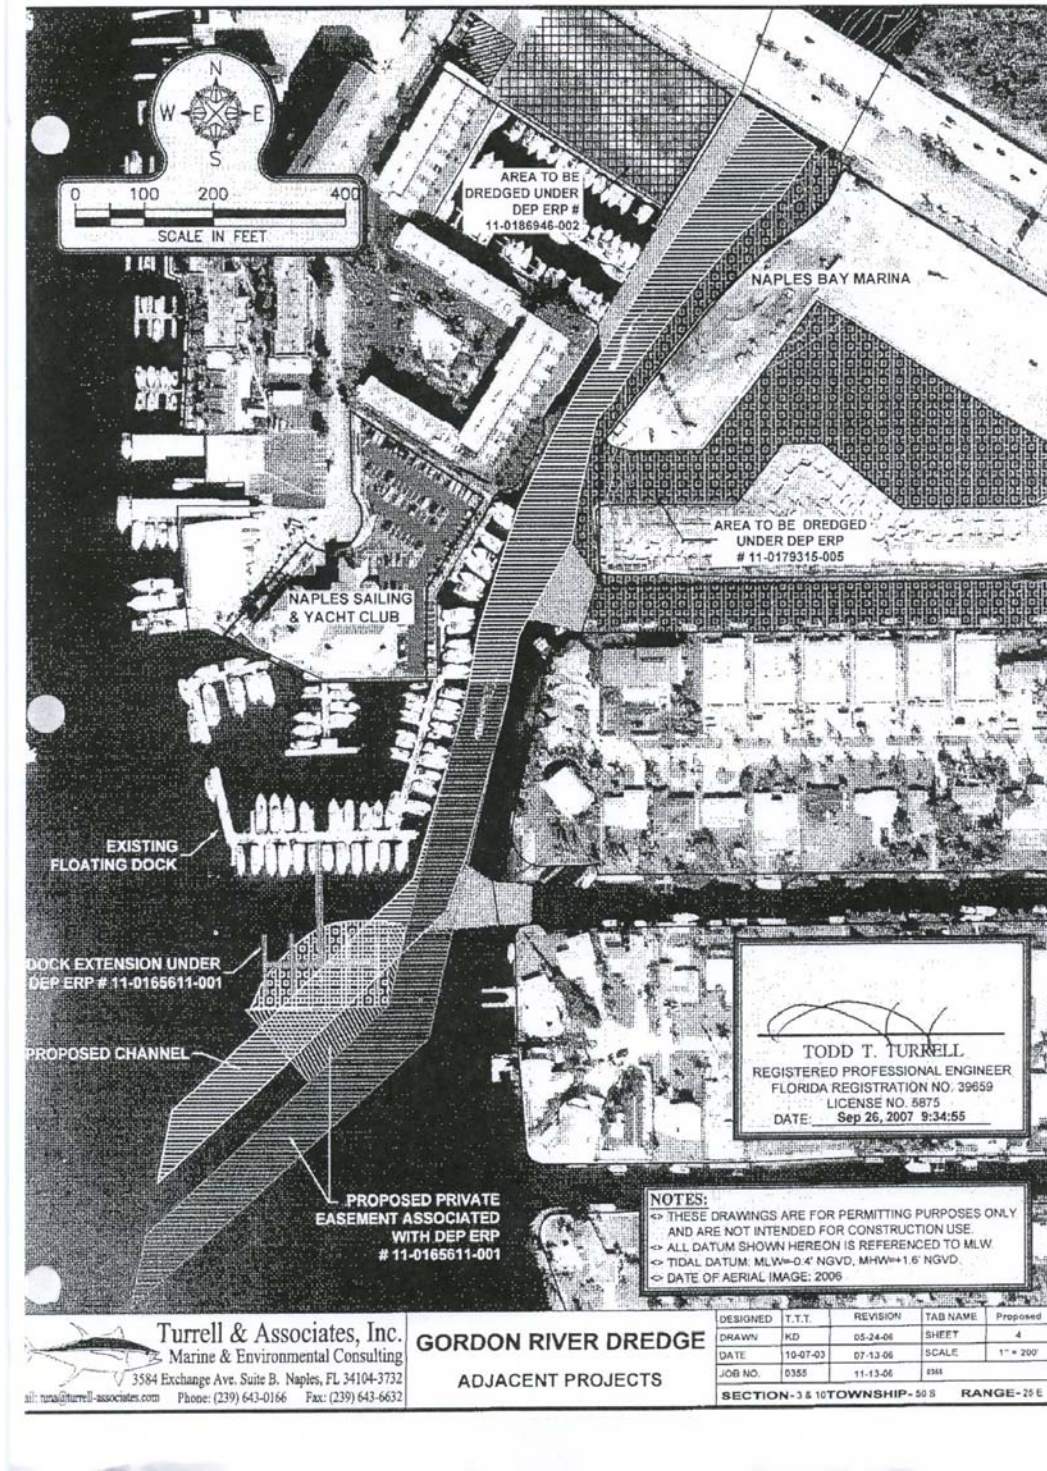 N
W E
S
0 100 200 400
SCALE IN FEET
AREA TO BE
DREDGED UNDER
DEP ERP #
11-0186946-002
NAPLES BAY MARINA
AREA TO BE DREDGED
UNDER DEP ERP
# 11-0179315-005
NAPLES SAILING
& YACHT CLUB
EXISTING
FLOATING DOCK
DOCK EXTENSION UNDER
DEP ERP # 11-0165611-001
PROPOSED CHANNEL
PROPOSED PRIVATE
EASEMENT ASSOCIATED
WITH DEP ERP
# 11-0165611-001
TODD T. TURRELL
REGISTERED PROFESSIONAL ENGINEER
FLORIDA REGISTRATION NO. 39659
LICENSE NO. 5875
DATE: Sep 26, 2007 9:34:55
NOTES:
<> THESE DRAWINGS ARE FOR PERMITTING PURPOSES ONLY
AND ARE NOT INTENDED FOR CONSTRUCTION USE.
<> ALL DATUM SHOWN HEREON IS REFERENCED TO MLW
<> TIDAL DATUM: MLW=-0.4' NGVD, MHW=+1.6' NGVD.
<> DATE OF AERIAL IMAGE: 2006
Turrell & Associates, Inc.
Marine & Environmental Consulting
3584 Exchange Ave. Suite B. Naples, FL 34104-3732
ail: tuna@turrell-associates.com Phone: (239) 643-0166 Fax: (239) 643-6632
GORDON RIVER DREDGE
ADJACENT PROJECTS
DESIGNED T.T.T. REVISION TAB NAME Proposed
DRAWN KD 05-24-06 SHEET 4
DATE 10-07-03 07-13-06 SCALE 1" = 200'
JOB NO. 0355 11-13-06
SECTION- 3 & 10 TOWNSHIP- 50 S RANGE- 25 E